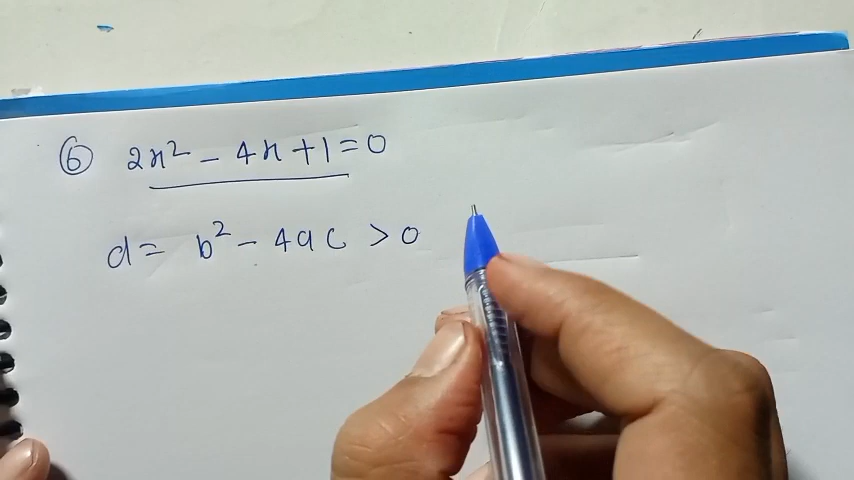 ⑥ 2x² - 4x + 1 = 0
d = b² - 4ac > 0